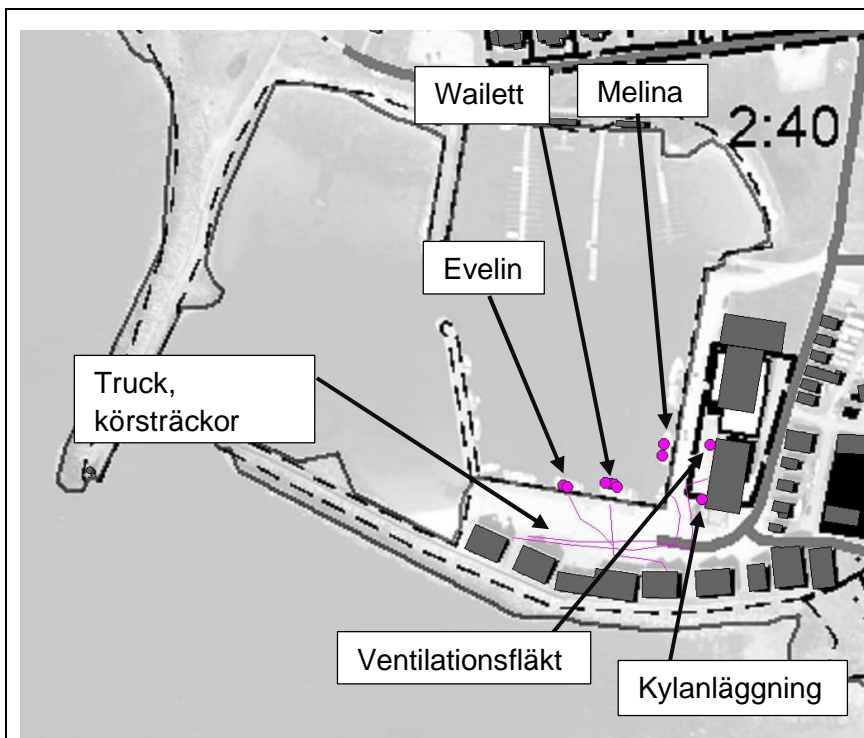 Wailett
Melina
2:40
Evelin
Truck,
körsträckor
Ventilationsfläkt
Kylanläggning